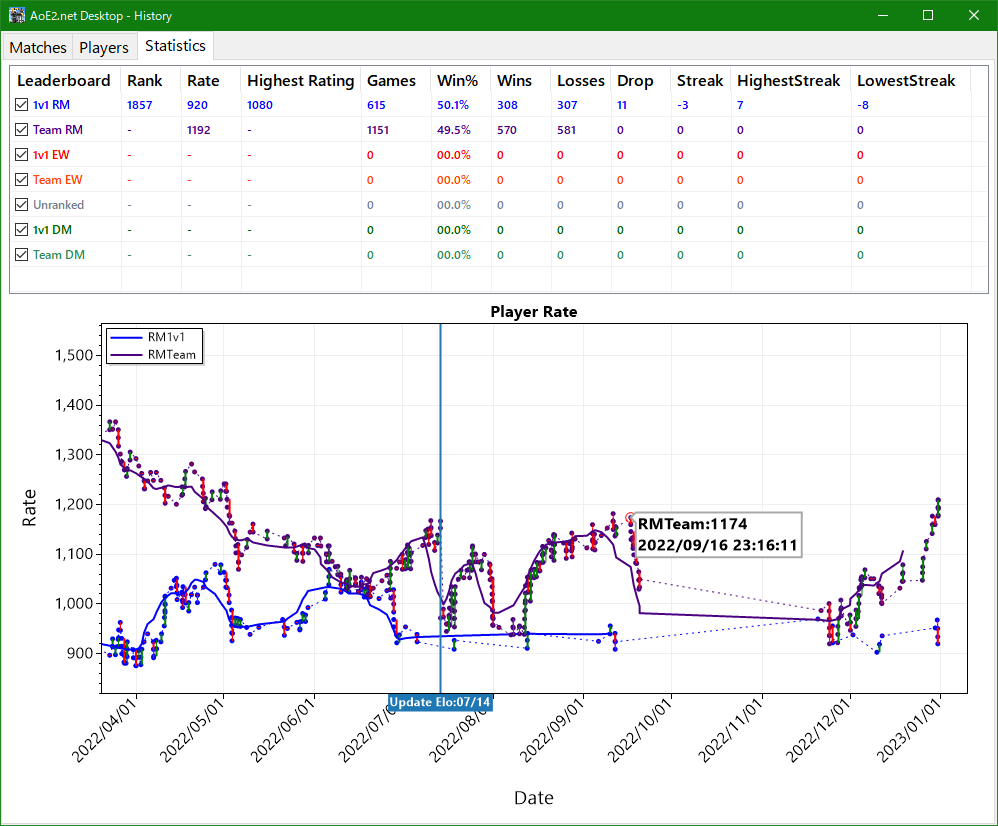 AoE2.net Desktop - History
Matches Players Statistics
Leaderboard Rank Rate Highest Rating Games Win% Wins Losses Drop Streak HighestStreak LowestStreak
1v1 RM 1857 920 1080 615 50.1% 308 307 11 -3 7 -8
Team RM - 1192 - 1151 49.5% 570 581 0 0 0 0
1v1 EW - - - 0 00.0% 0 0 0 0 0 0
Team EW - - - 0 00.0% 0 0 0 0 0 0
Unranked - - - 0 00.0% 0 0 0 0 0 0
1v1 DM - - - 0 00.0% 0 0 0 0 0 0
Team DM - - - 0 00.0% 0 0 0 0 0 0
Player Rate
RM1v1
RMTeam
1,500
1,400
1,300
1,200
1,100
1,000
900
Rate
RMTeam:1174
2022/09/16 23:16:11
Update Elo:07/14
2022/04/01 2022/05/01 2022/06/01 2022/07/0 2022/08/0 2022/09/01 2022/10/01 2022/11/01 2022/12/01 2023/01/01
Date